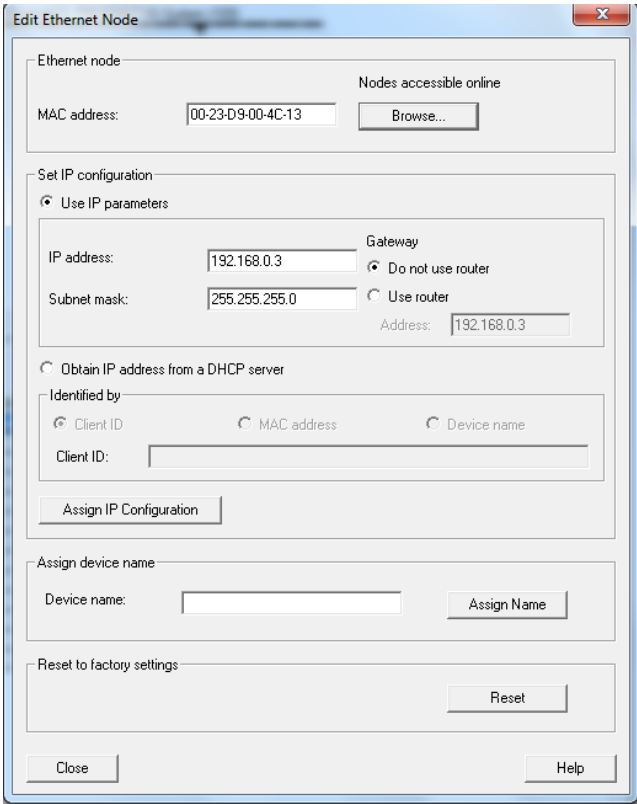 Edit Ethernet Node
Ethernet node
Nodes accessible online
MAC address: 00-23-D9-00-4C-13 Browse...
Set IP configuration
Use IP parameters
Gateway
IP address: 192.168.0.3 Do not use router
Subnet mask: 255.255.255.0 Use router
Address: 192.168.0.3
Obtain IP address from a DHCP server
Identified by
Client ID MAC address Device name
Client ID:
Assign IP Configuration
Assign device name
Device name: Assign Name
Reset to factory settings
Reset
Close Help